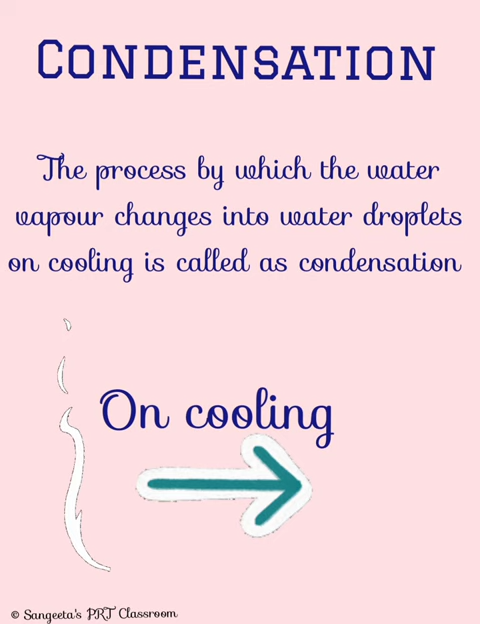 CONDENSATION
The process by which the water
vapour changes into water droplets
on cooling is called as condensation
On cooling
© Sangeeta's PRT Classroom